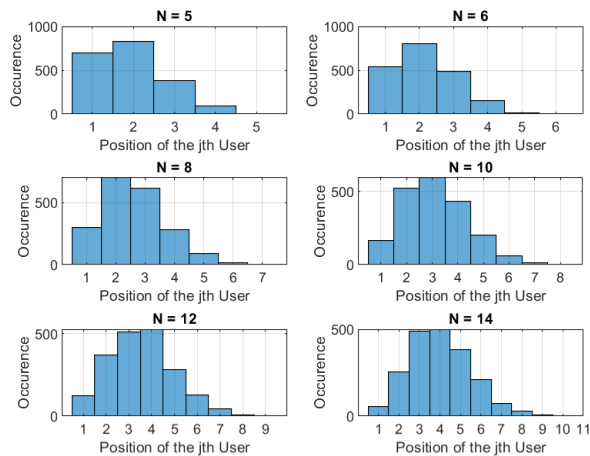 N = 5
1000
500
0
Occurence
1 2 3 4 5
Position of the jth User
N = 6
1000
500
0
Occurence
1 2 3 4 5 6
Position of the jth User
N = 8
500
0
Occurence
1 2 3 4 5 6 7
Position of the jth User
N = 10
500
0
Occurence
1 2 3 4 5 6 7 8
Position of the jth User
N = 12
500
0
Occurence
1 2 3 4 5 6 7 8 9
Position of the jth User
N = 14
500
0
Occurence
1 2 3 4 5 6 7 8 9 10 11
Position of the jth User